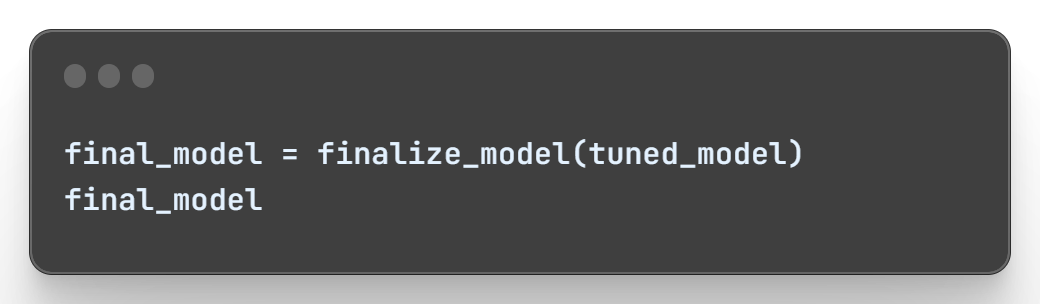 final_model = finalize_model(tuned_model)
final_model